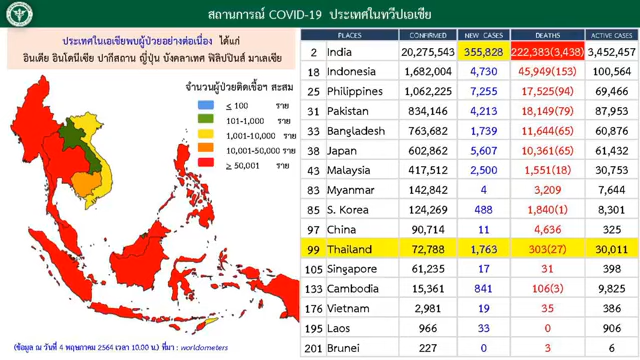 สถานการณ์ COVID-19 ประเทศในทวีปเอเชีย
ประเทศในเอเชียพบผู้ป่วยอย่างต่อเนื่อง ได้แก่
อินเดีย อินโดนีเซีย ปากีสถาน ญี่ปุ่น บังคลาเทศ ฟิลิปปินส์ มาเลเซีย
จำนวนผู้ป่วยติดเชื้อฯ สะสม
≤ 100 ราย
101-1,000 ราย
1,001-10,000 ราย
10,001-50,000 ราย
≥ 50,001 ราย
PLACES CONFIRMED NEW CASES DEATHS ACTIVE CASES
2 India 20,275,543 355,828 222,383(3,438) 3,452,457
18 Indonesia 1,682,004 4,730 45,949(153) 100,564
25 Philippines 1,062,225 7,255 17,525(94) 69,466
31 Pakistan 834,146 4,213 18,149(79) 87,953
33 Bangladesh 763,682 1,739 11,644(65) 60,876
38 Japan 602,862 5,607 10,361(65) 61,432
43 Malaysia 417,512 2,500 1,551(18) 30,753
83 Myanmar 142,842 4 3,209 7,644
85 S. Korea 124,269 488 1,840(1) 8,301
97 China 90,714 11 4,636 325
99 Thailand 72,788 1,763 303(27) 30,011
105 Singapore 61,235 17 31 398
133 Cambodia 15,361 841 106(3) 9,825
176 Vietnam 2,981 19 35 386
195 Laos 966 33 0 906
201 Brunei 227 0 3 6
(ข้อมูล ณ วันที่ 4 พฤษภาคม 2564 เวลา 10.00 น.) ที่มา : worldometers